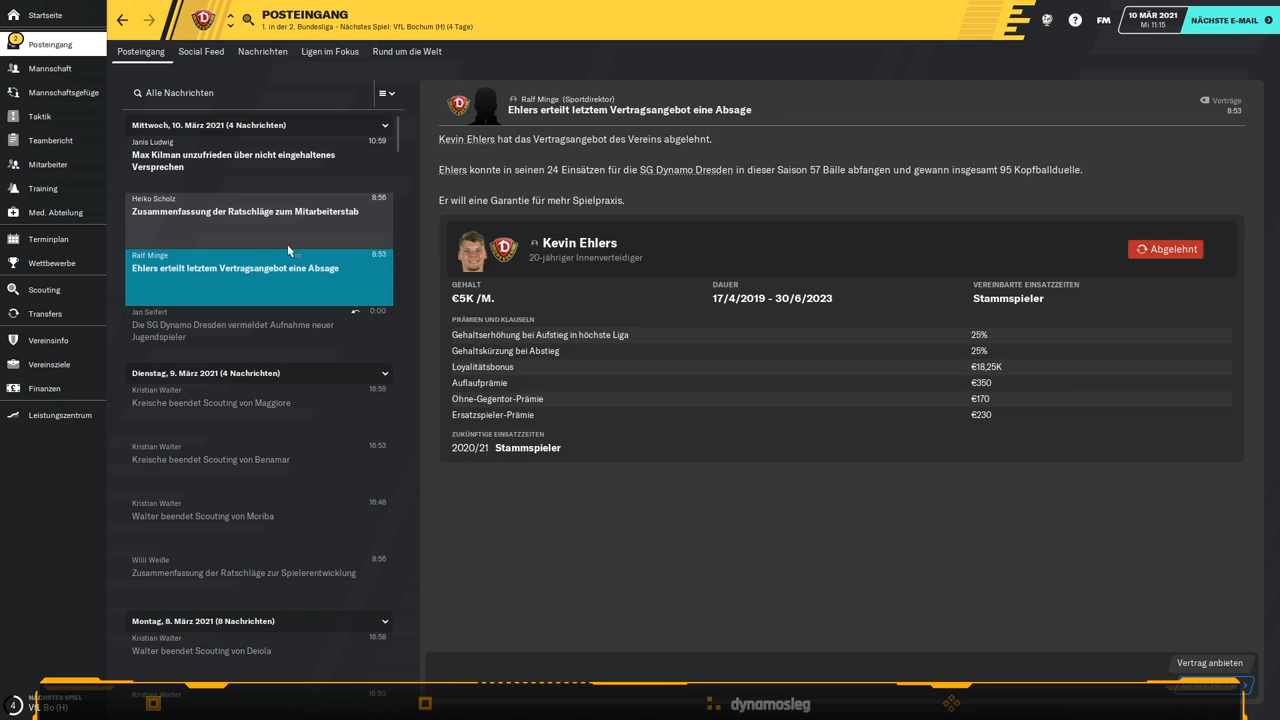 Startseite
2
Posteingang
Mannschaft
Mannschaftsgefüge
Taktik
Teambericht
Mitarbeiter
Training
Med. Abteilung
Terminplan
Wettbewerbe
Scouting
Transfers
Vereinsinfo
Vereinsziele
Finanzen
Leistungszentrum
POSTEINGANG
1. in der 2. Bundesliga - Nächstes Spiel: VfL Bochum (H) (4 Tage)
FM
10 MÄR 2021
MI 11:15
NÄCHSTE E-MAIL
Posteingang
Social Feed
Nachrichten
Ligen im Fokus
Rund um die Welt
Alle Nachrichten
Mittwoch, 10. März 2021 (4 Nachrichten)
Janis Ludwig
10:59
Max Kilman unzufrieden über nicht eingehaltenes
Versprechen
Heiko Scholz
8:56
Zusammenfassung der Ratschläge zum Mitarbeiterstab
Ralf Minge
8:53
Ehlers erteilt letztem Vertragsangebot eine Absage
Jan Seifert
0:00
Die SG Dynamo Dresden vermeldet Aufnahme neuer
Jugendspieler
Dienstag, 9. März 2021 (4 Nachrichten)
Kristian Walter
16:59
Kreische beendet Scouting von Maggiore
Kristian Walter
16:53
Kreische beendet Scouting von Benamar
Kristian Walter
16:48
Walter beendet Scouting von Moriba
Willi Weiße
8:56
Zusammenfassung der Ratschläge zur Spielerentwicklung
Montag, 8. März 2021 (8 Nachrichten)
Kristian Walter
16:58
Walter beendet Scouting von Deiola
Kristian Walter
16:50
Ralf Minge (Sportdirektor)
Ehlers erteilt letztem Vertragsangebot eine Absage
Verträge
8:53
Kevin Ehlers hat das Vertragsangebot des Vereins abgelehnt.
Ehlers konnte in seinen 24 Einsätzen für die SG Dynamo Dresden in dieser Saison 57 Bälle abfangen und gewann insgesamt 95 Kopfballduelle.
Er will eine Garantie für mehr Spielpraxis.
Kevin Ehlers
20-jähriger Innenverteidiger
Abgelehnt
GEHALT
DAUER
VEREINBARTE EINSATZZEITEN
€5K /M.
17/4/2019 - 30/6/2023
Stammspieler
PRÄMIEN UND KLAUSELN
Gehaltserhöhung bei Aufstieg in höchste Liga
25%
Gehaltskürzung bei Abstieg
25%
Loyalitätsbonus
€18,25K
Auflaufprämie
€350
Ohne-Gegentor-Prämie
€170
Ersatzspieler-Prämie
€230
ZUKÜNFTIGE EINSATZZEITEN
2020/21 Stammspieler
Vertrag anbieten
4
NÄCHSTES SPIEL
VfL Bo (H)
dynamosleg